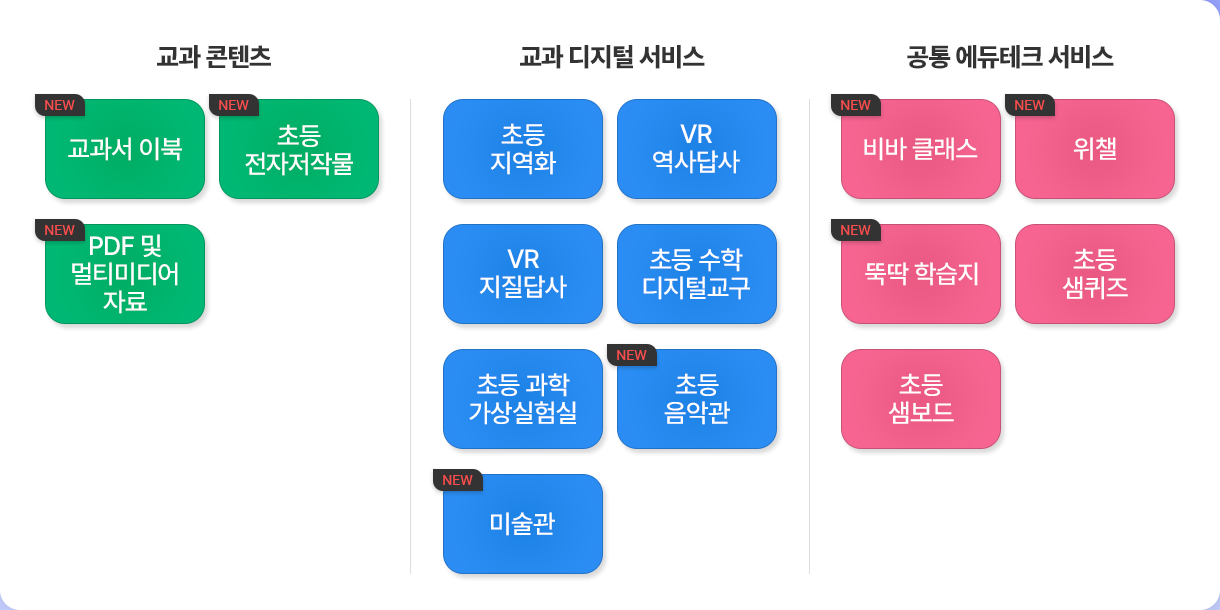 교과 콘텐츠
NEW
교과서 이북
NEW
초등
전자저작물
NEW
PDF 및
멀티미디어
자료
교과 디지털 서비스
초등
지역화
VR
역사답사
VR
지질답사
초등 수학
디지털교구
초등 과학
가상실험실
NEW
초등
음악관
NEW
미술관
공통 에듀테크 서비스
NEW
비바 클래스
NEW
위챌
NEW
뚝딱 학습지
초등
샘퀴즈
초등
샘보드